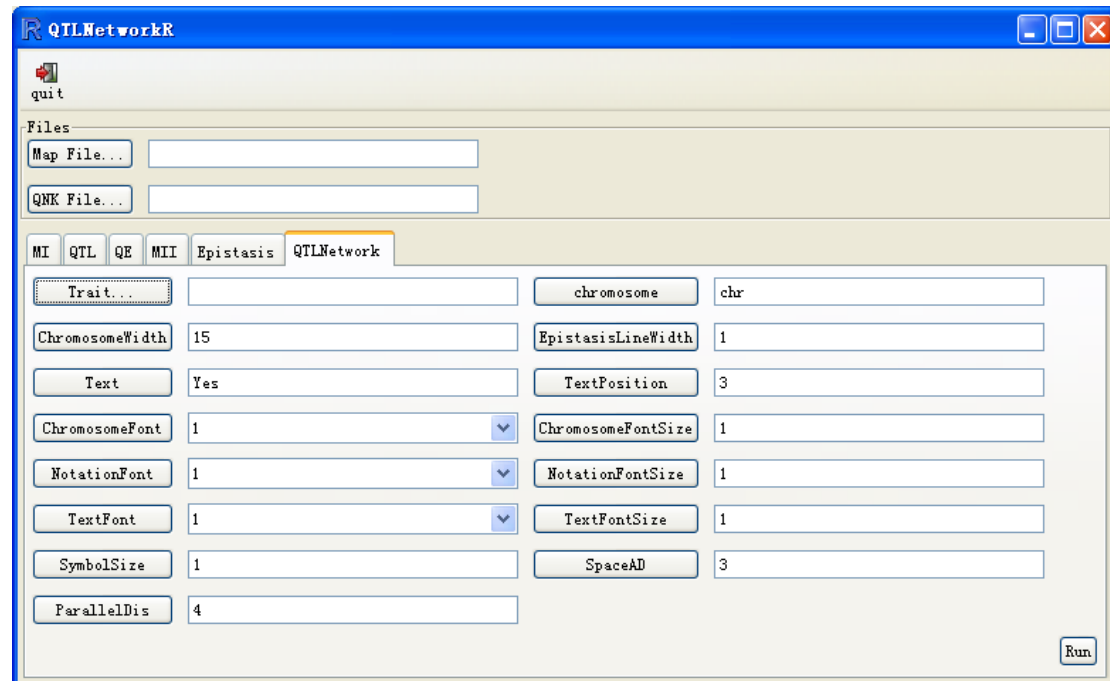 QTLNetworkR
quit
Files
Map File...
QNK File...
MI QTL QE MII Epistasis QTLNetwork
Trait... chromosome chr
ChromosomeWidth 15 EpistasisLineWidth 1
Text Yes TextPosition 3
ChromosomeFont 1 ChromosomeFontSize 1
NotationFont 1 NotationFontSize 1
TextFont 1 TextFontSize 1
SymbolSize 1 SpaceAD 3
ParallelDis 4
Run